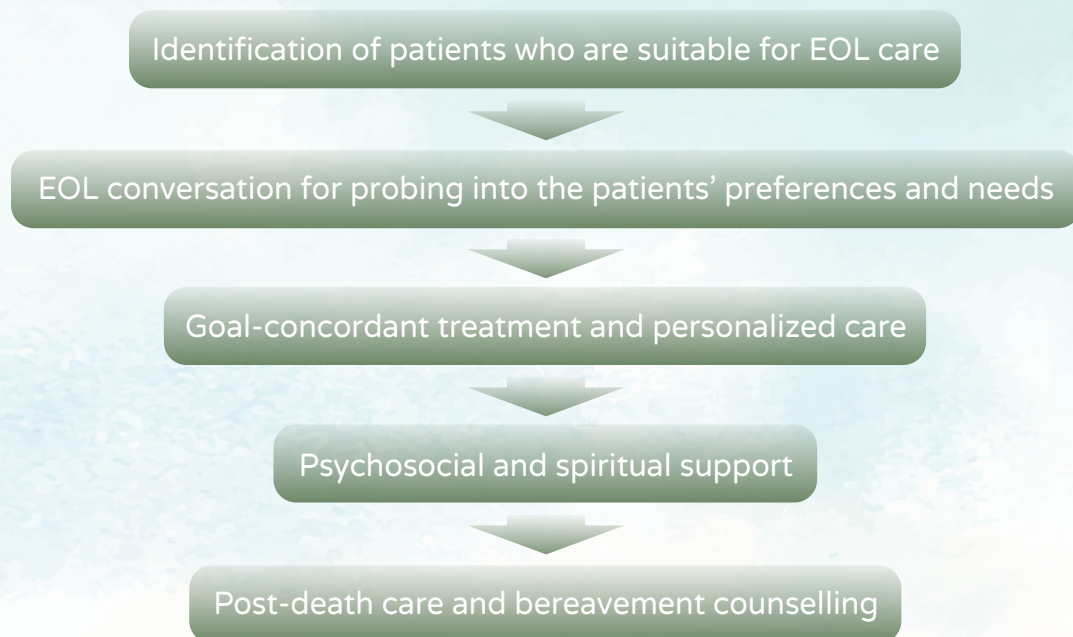 Identification of patients who are suitable for EOL care
EOL conversation for probing into the patients’ preferences and needs
Goal-concordant treatment and personalized care
Psychosocial and spiritual support
Post-death care and bereavement counselling